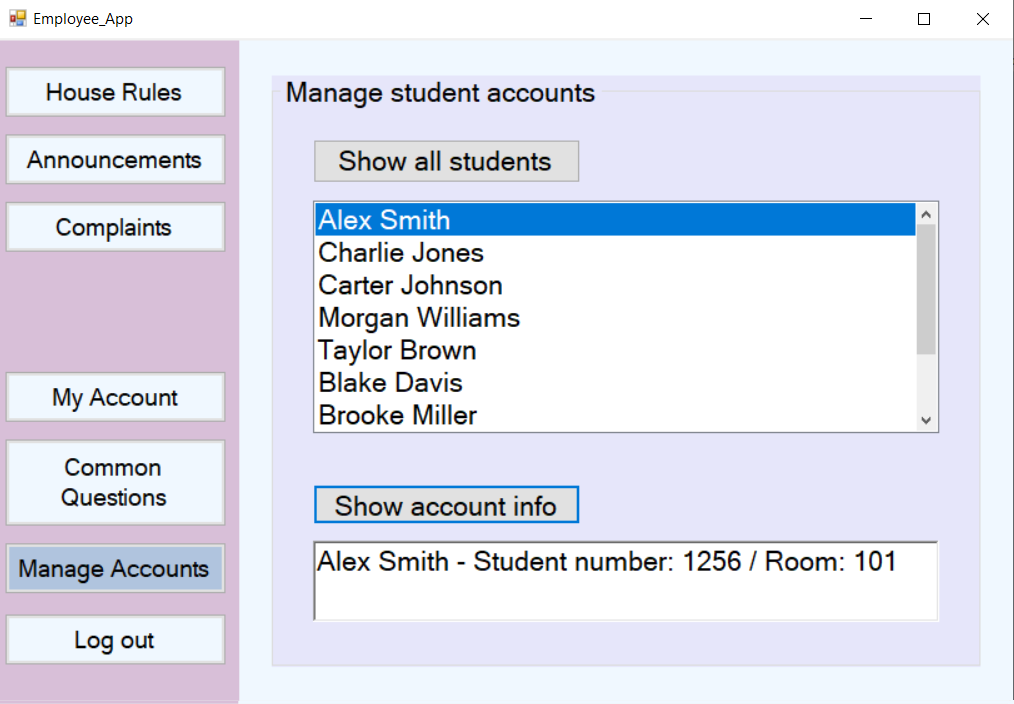 Employee_App
House Rules
Announcements
Complaints
My Account
Common
Questions
Manage Accounts
Log out
Manage student accounts
Show all students
Alex Smith
Charlie Jones
Carter Johnson
Morgan Williams
Taylor Brown
Blake Davis
Brooke Miller
Show account info
Alex Smith - Student number: 1256 / Room: 101